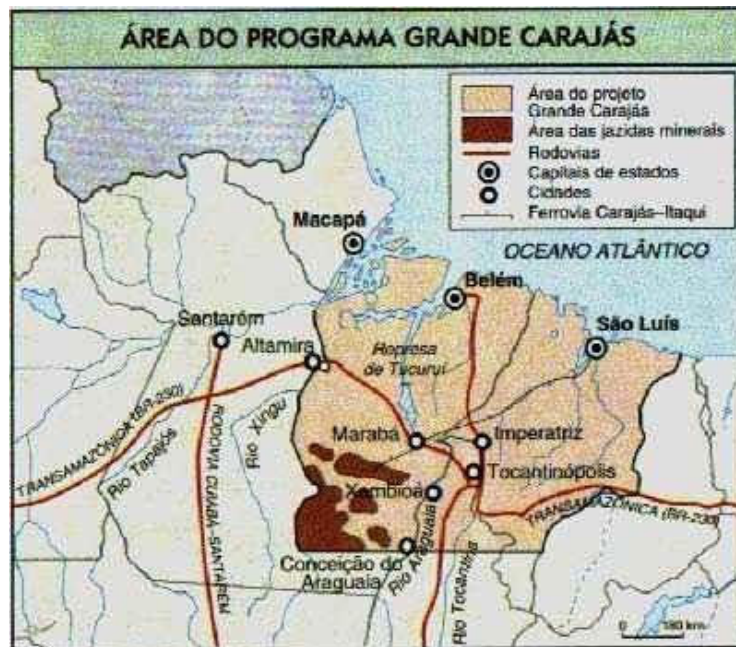 ÁREA DO PROGRAMA GRANDE CARAJÁS
Área do projeto
Grande Carajás
Área das jazidas minerais
Rodovias
Capitais de estados
Cidades
Ferrovia Carajás–Itaqui
Macapá
OCEANO ATLÂNTICO
Belém
Santarém
São Luís
Altamira
Represa
de Tucuruí
TRANSAMAZÔNICA (BR-230)
Rio Tapajós
RODOVIA CUIABÁ-SANTARÉM
Rio Xingu
Marabá
Imperatriz
Tocantinópolis
Xambioá
TRANSAMAZÔNICA (BR-230)
Conceição do
Araguaia
Rio Araguaia
Rio Tocantins
0 180 km